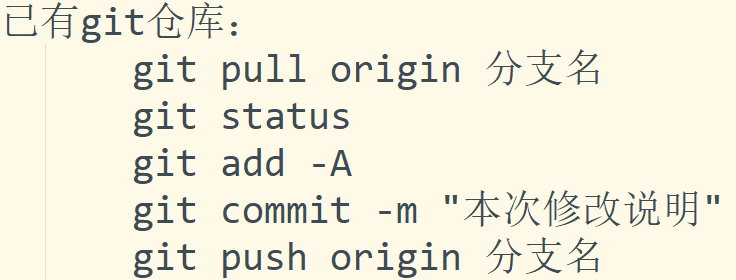 已有git仓库:
git pull origin 分支名
git status
git add -A
git commit -m "本次修改说明"
git push origin 分支名